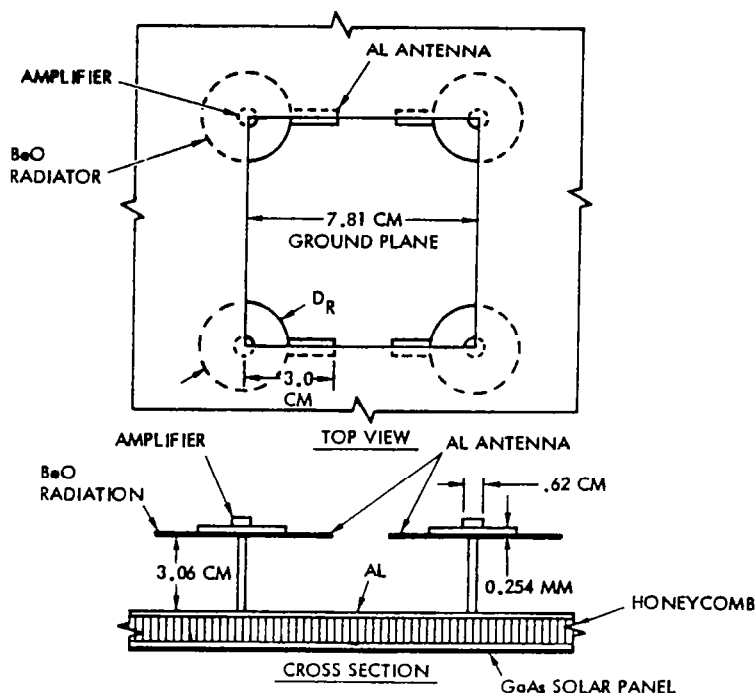 AL ANTENNA
AMPLIFIER
BeO
RADIATOR
7.81 CM
GROUND PLANE
DR
3.0
CM
TOP VIEW
AMPLIFIER
AL ANTENNA
BeO
RADIATION
.62 CM
3.06 CM
AL
0.254 MM
HONEYCOMB
CROSS SECTION
GaAs SOLAR PANEL